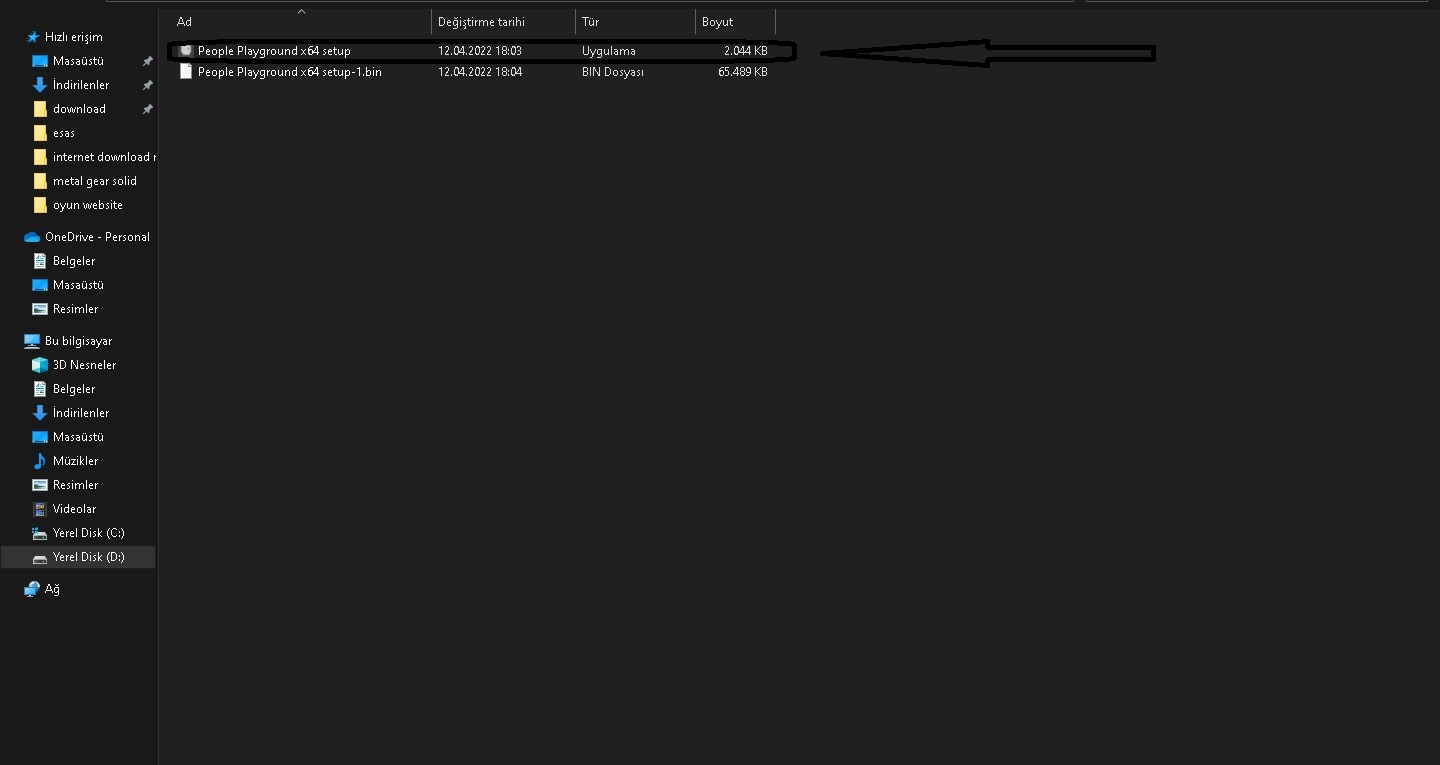 Ad Değiştirme tarihi Tür Boyut
People Playground x64 setup 12.04.2022 18:03 Uygulama 2.044 KB
People Playground x64 setup-1.bin 12.04.2022 18:04 BIN Dosyası 65.489 KB
Hızlı erişim
Masaüstü
İndirilenler
download
esas
internet download r
metal gear solid
oyun website
OneDrive - Personal
Belgeler
Masaüstü
Resimler
Bu bilgisayar
3D Nesneler
Belgeler
İndirilenler
Masaüstü
Müzikler
Resimler
Videolar
Yerel Disk (C:)
Yerel Disk (D:)
Ağ